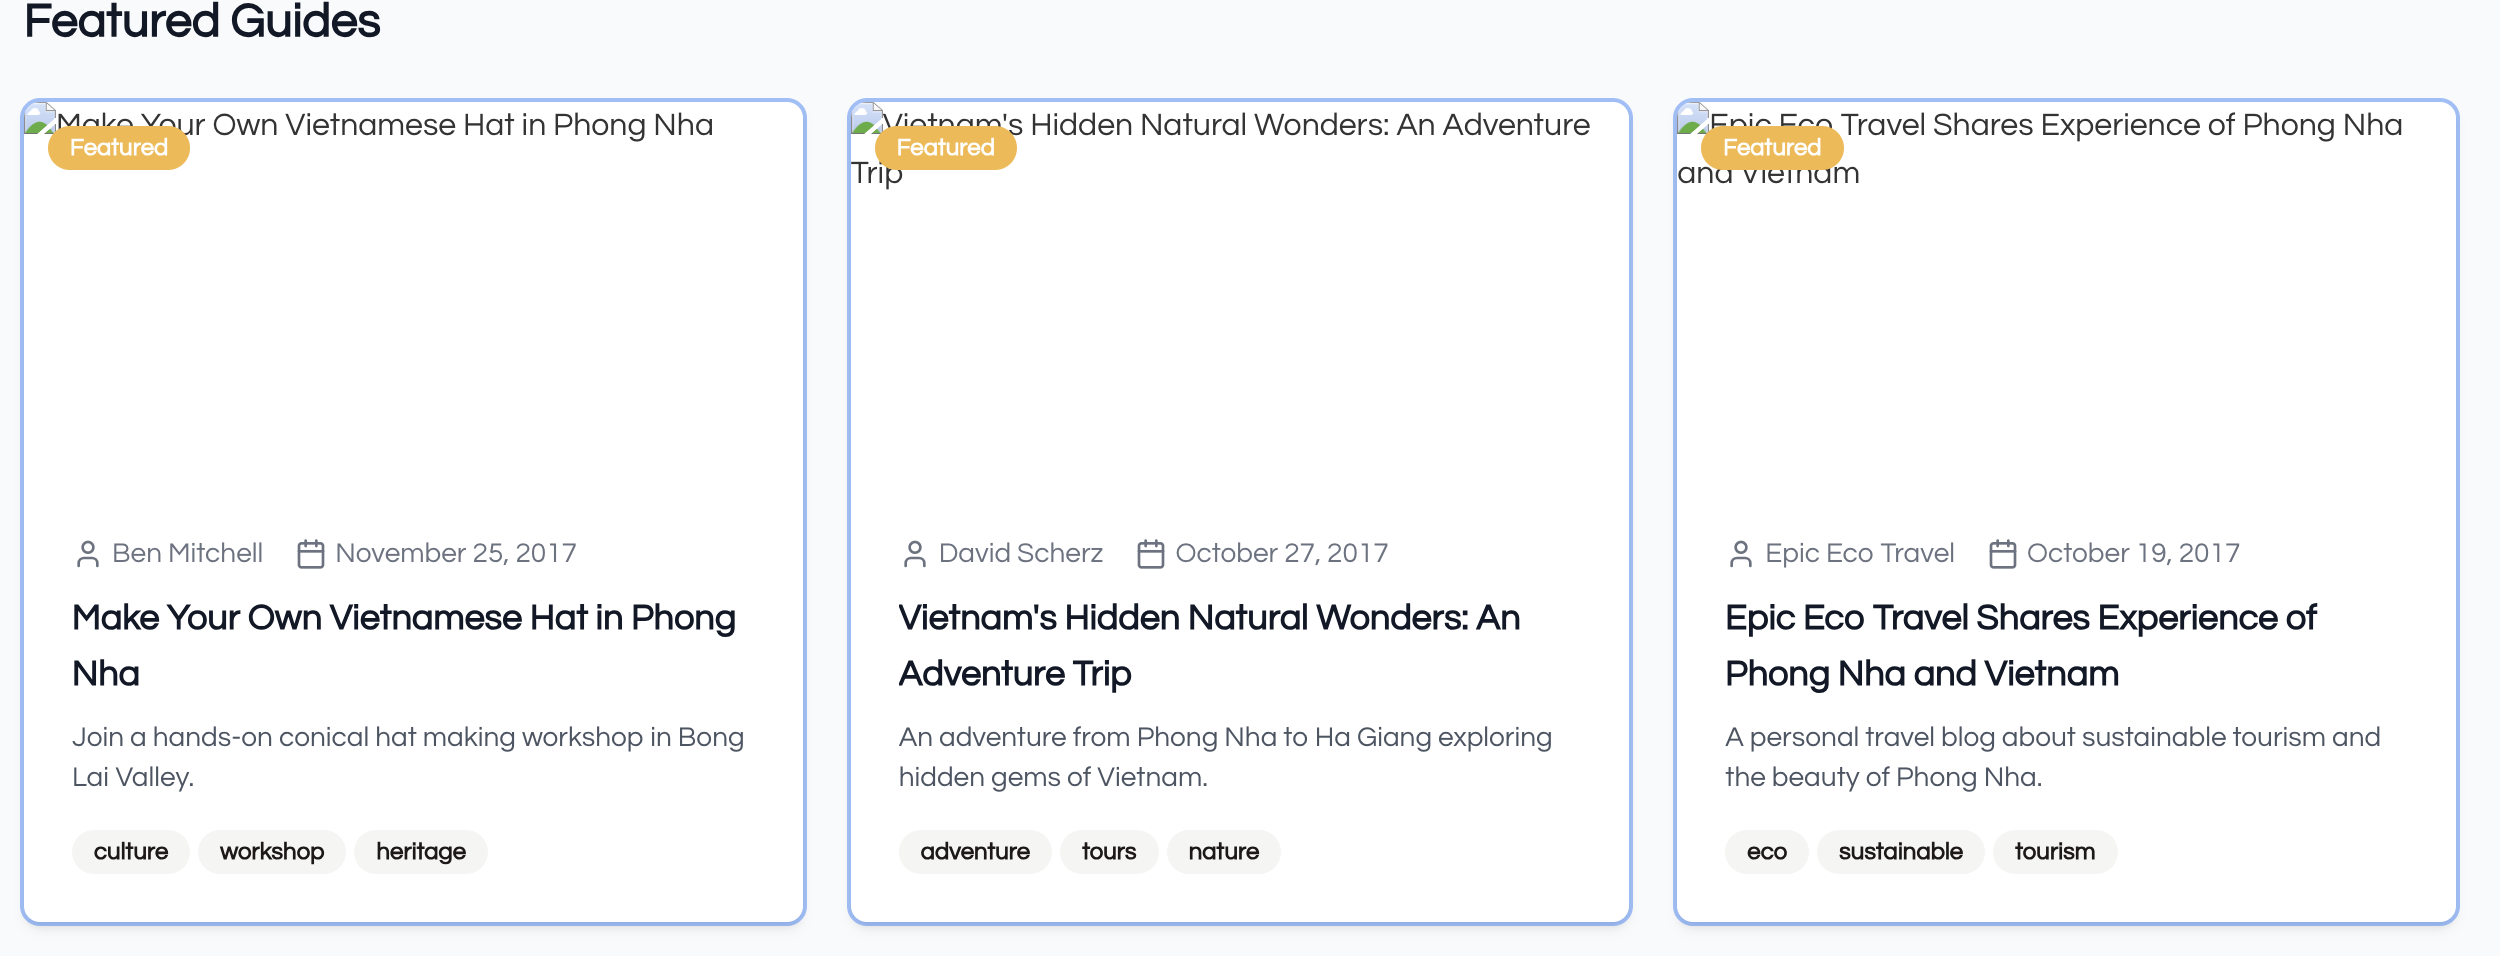 Featured Guides
Make Your Own Vietnamese Hat in Phong Nha
Featured
Ben Mitchell
November 25, 2017
Make Your Own Vietnamese Hat in Phong
Nha
Join a hands-on conical hat making workshop in Bong
Lai Valley.
culture
workshop
heritage
Vietnam's Hidden Natural Wonders: An Adventure
Trip
Featured
David Scherz
October 27, 2017
Vietnam's Hidden Natural Wonders: An
Adventure Trip
An adventure from Phong Nha to Ha Giang exploring
hidden gems of Vietnam.
adventure
tours
nature
Epic Eco Travel Shares Experience of Phong Nha
and Vietnam
Featured
Epic Eco Travel
October 19, 2017
Epic Eco Travel Shares Experience of
Phong Nha and Vietnam
A personal travel blog about sustainable tourism and
the beauty of Phong Nha.
eco
sustainable
tourism